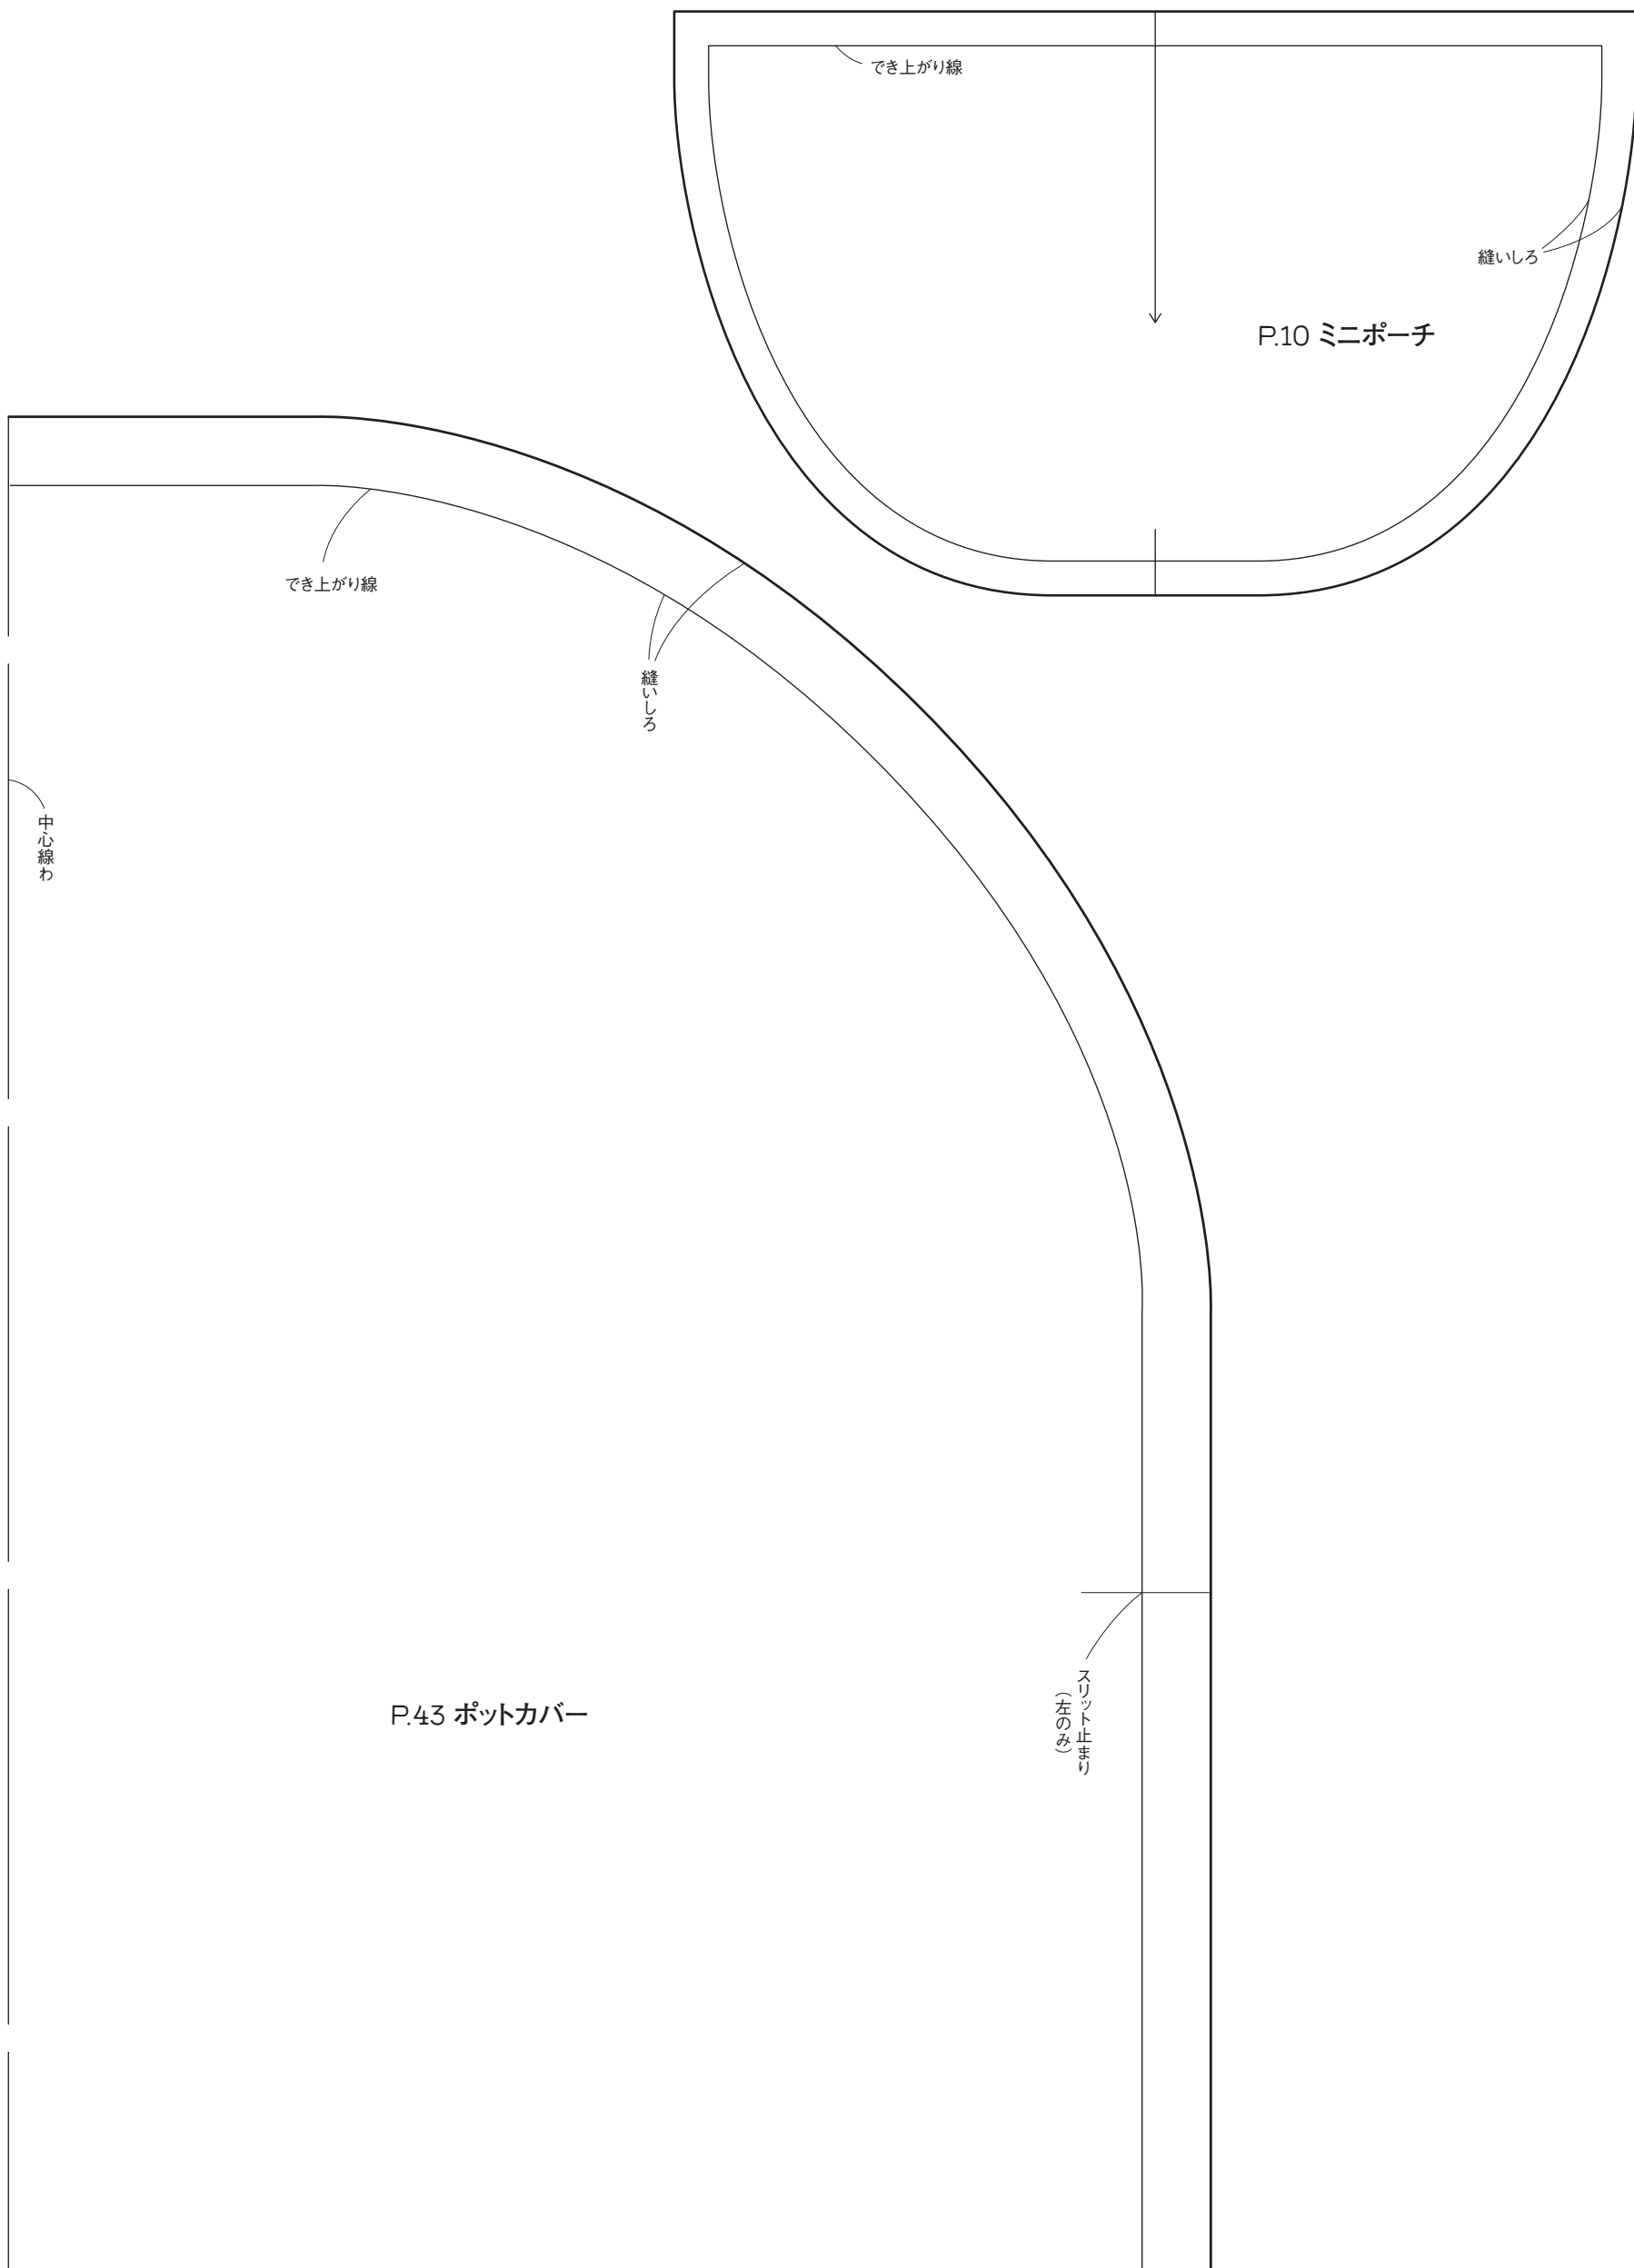 でき上がり線
縫いしろ
P.10 ミニポーチ
でき上がり線
縫いしろ
中心線わ
スリット止まり
（左のみ）
P.43 ポットカバー